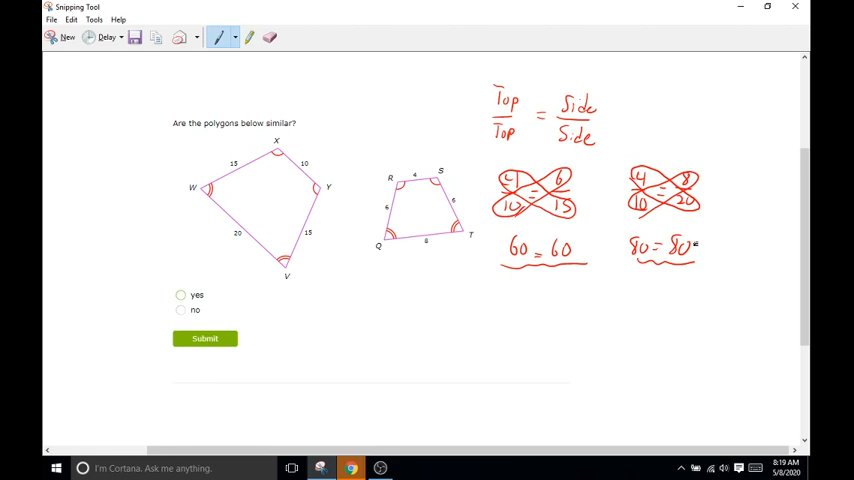 Snipping Tool
File Edit Tools Help
New Delay
Top/Top = Side/Side
Are the polygons below similar?
X
15 10
W Y
20 15
V
4
R S
6 6
Q T
8
4/10 = 6/15
4/10 = 8/20
60 = 60
80 = 80
yes
no
Submit
I'm Cortana. Ask me anything.
8:19 AM
5/8/2020